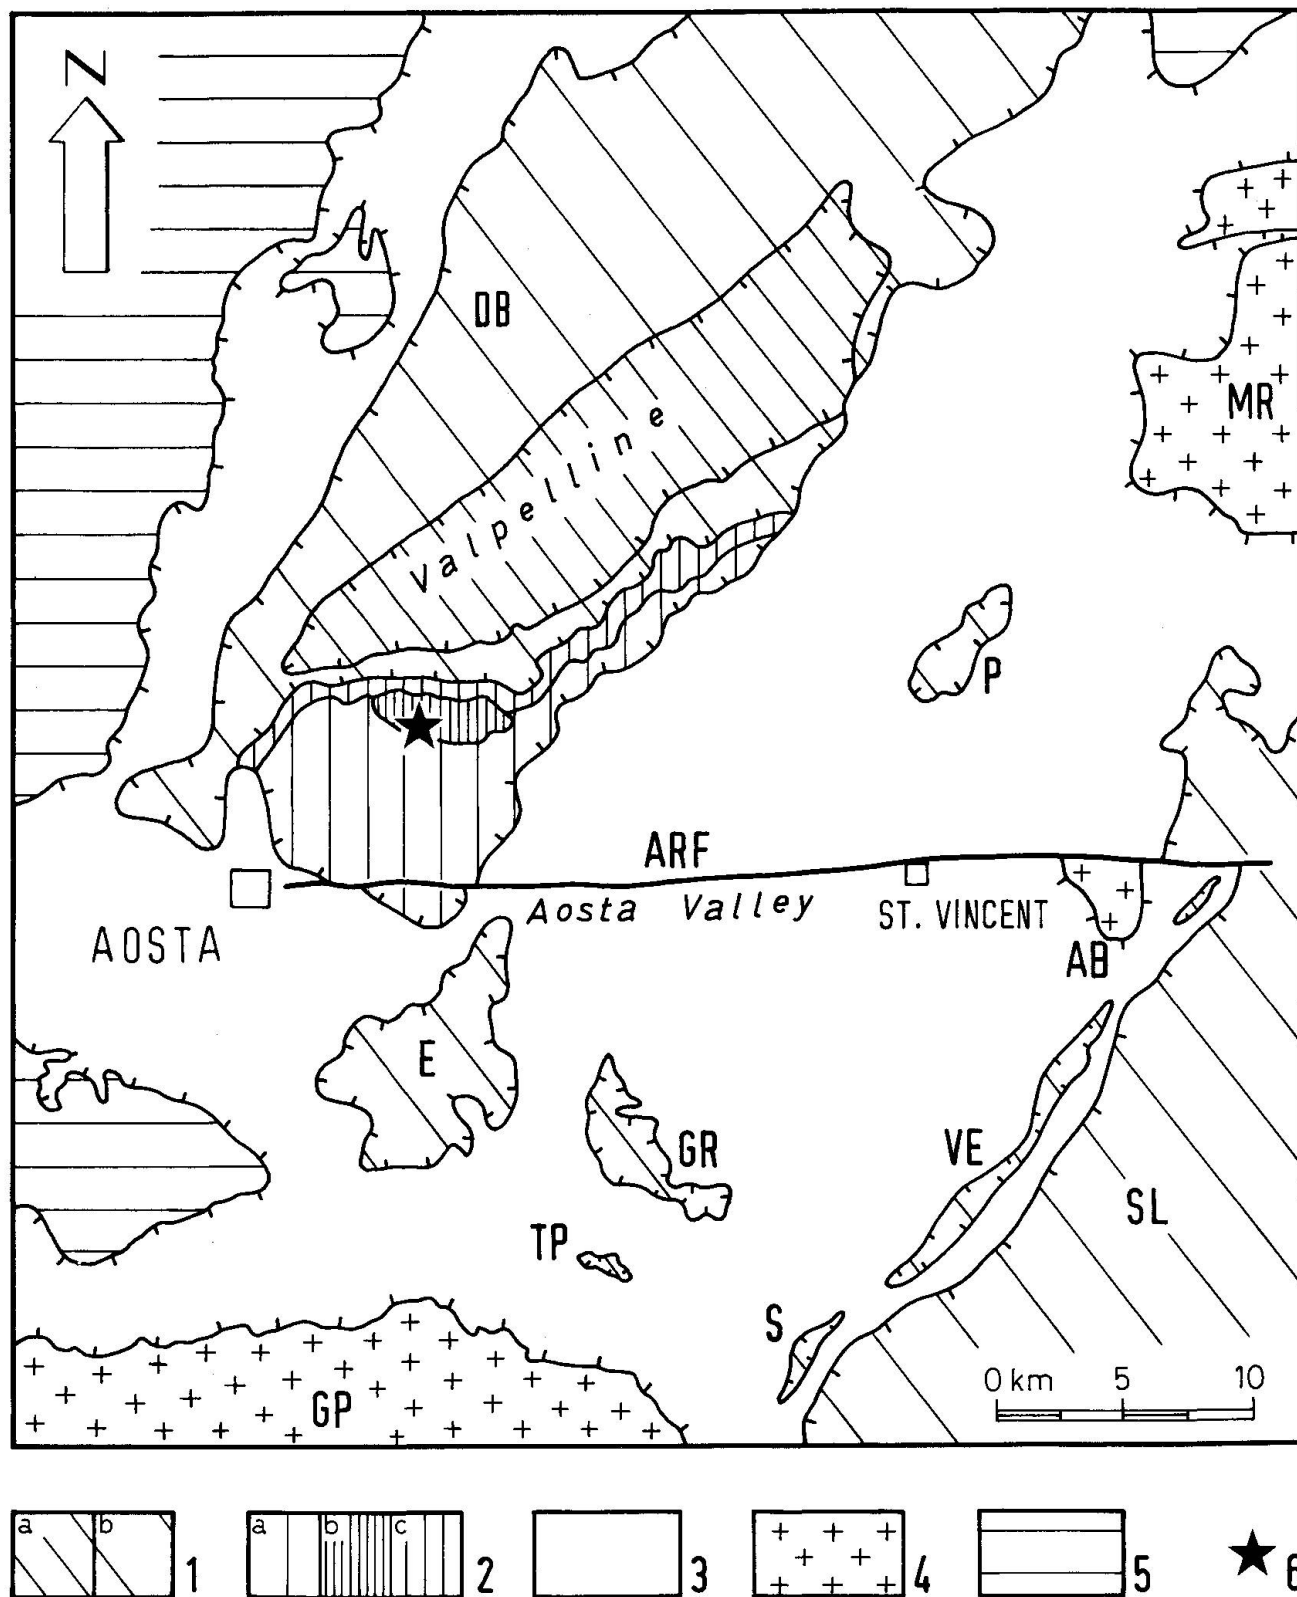 N
DB
Valpelline
MR
P
ARF
Aosta Valley
ST. VINCENT
AOSTA
AB
E
GR
VE
SL
TP
S
GP
0 km 5 10
a b 1
a b c 2
3
4
5
6